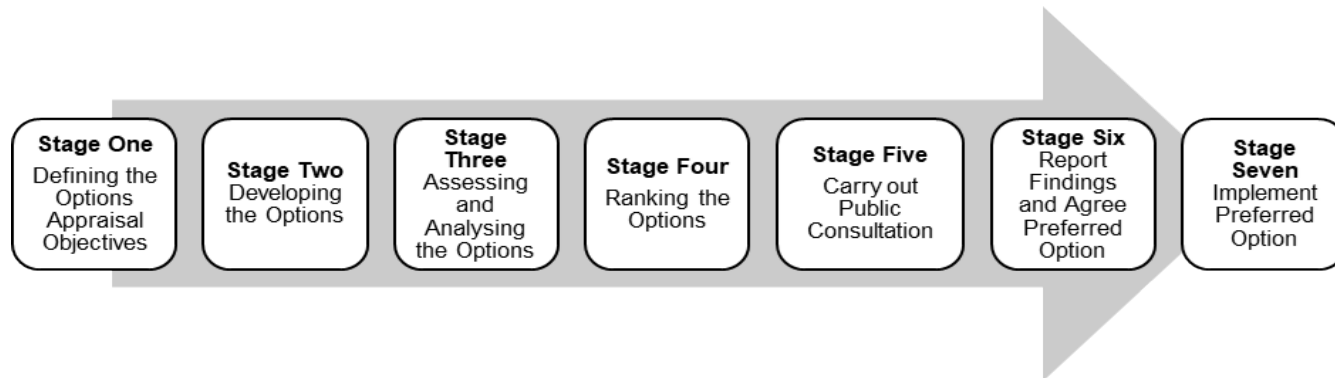 Stage One
Defining the
Options
Appraisal
Objectives
Stage Two
Developing
the Options
Stage
Three
Assessing
and
Analysing
the Options
Stage Four
Ranking the
Options
Stage Five
Carry out
Public
Consultation
Stage Six
Report
Findings
and Agree
Preferred
Option
Stage
Seven
Implement
Preferred
Option